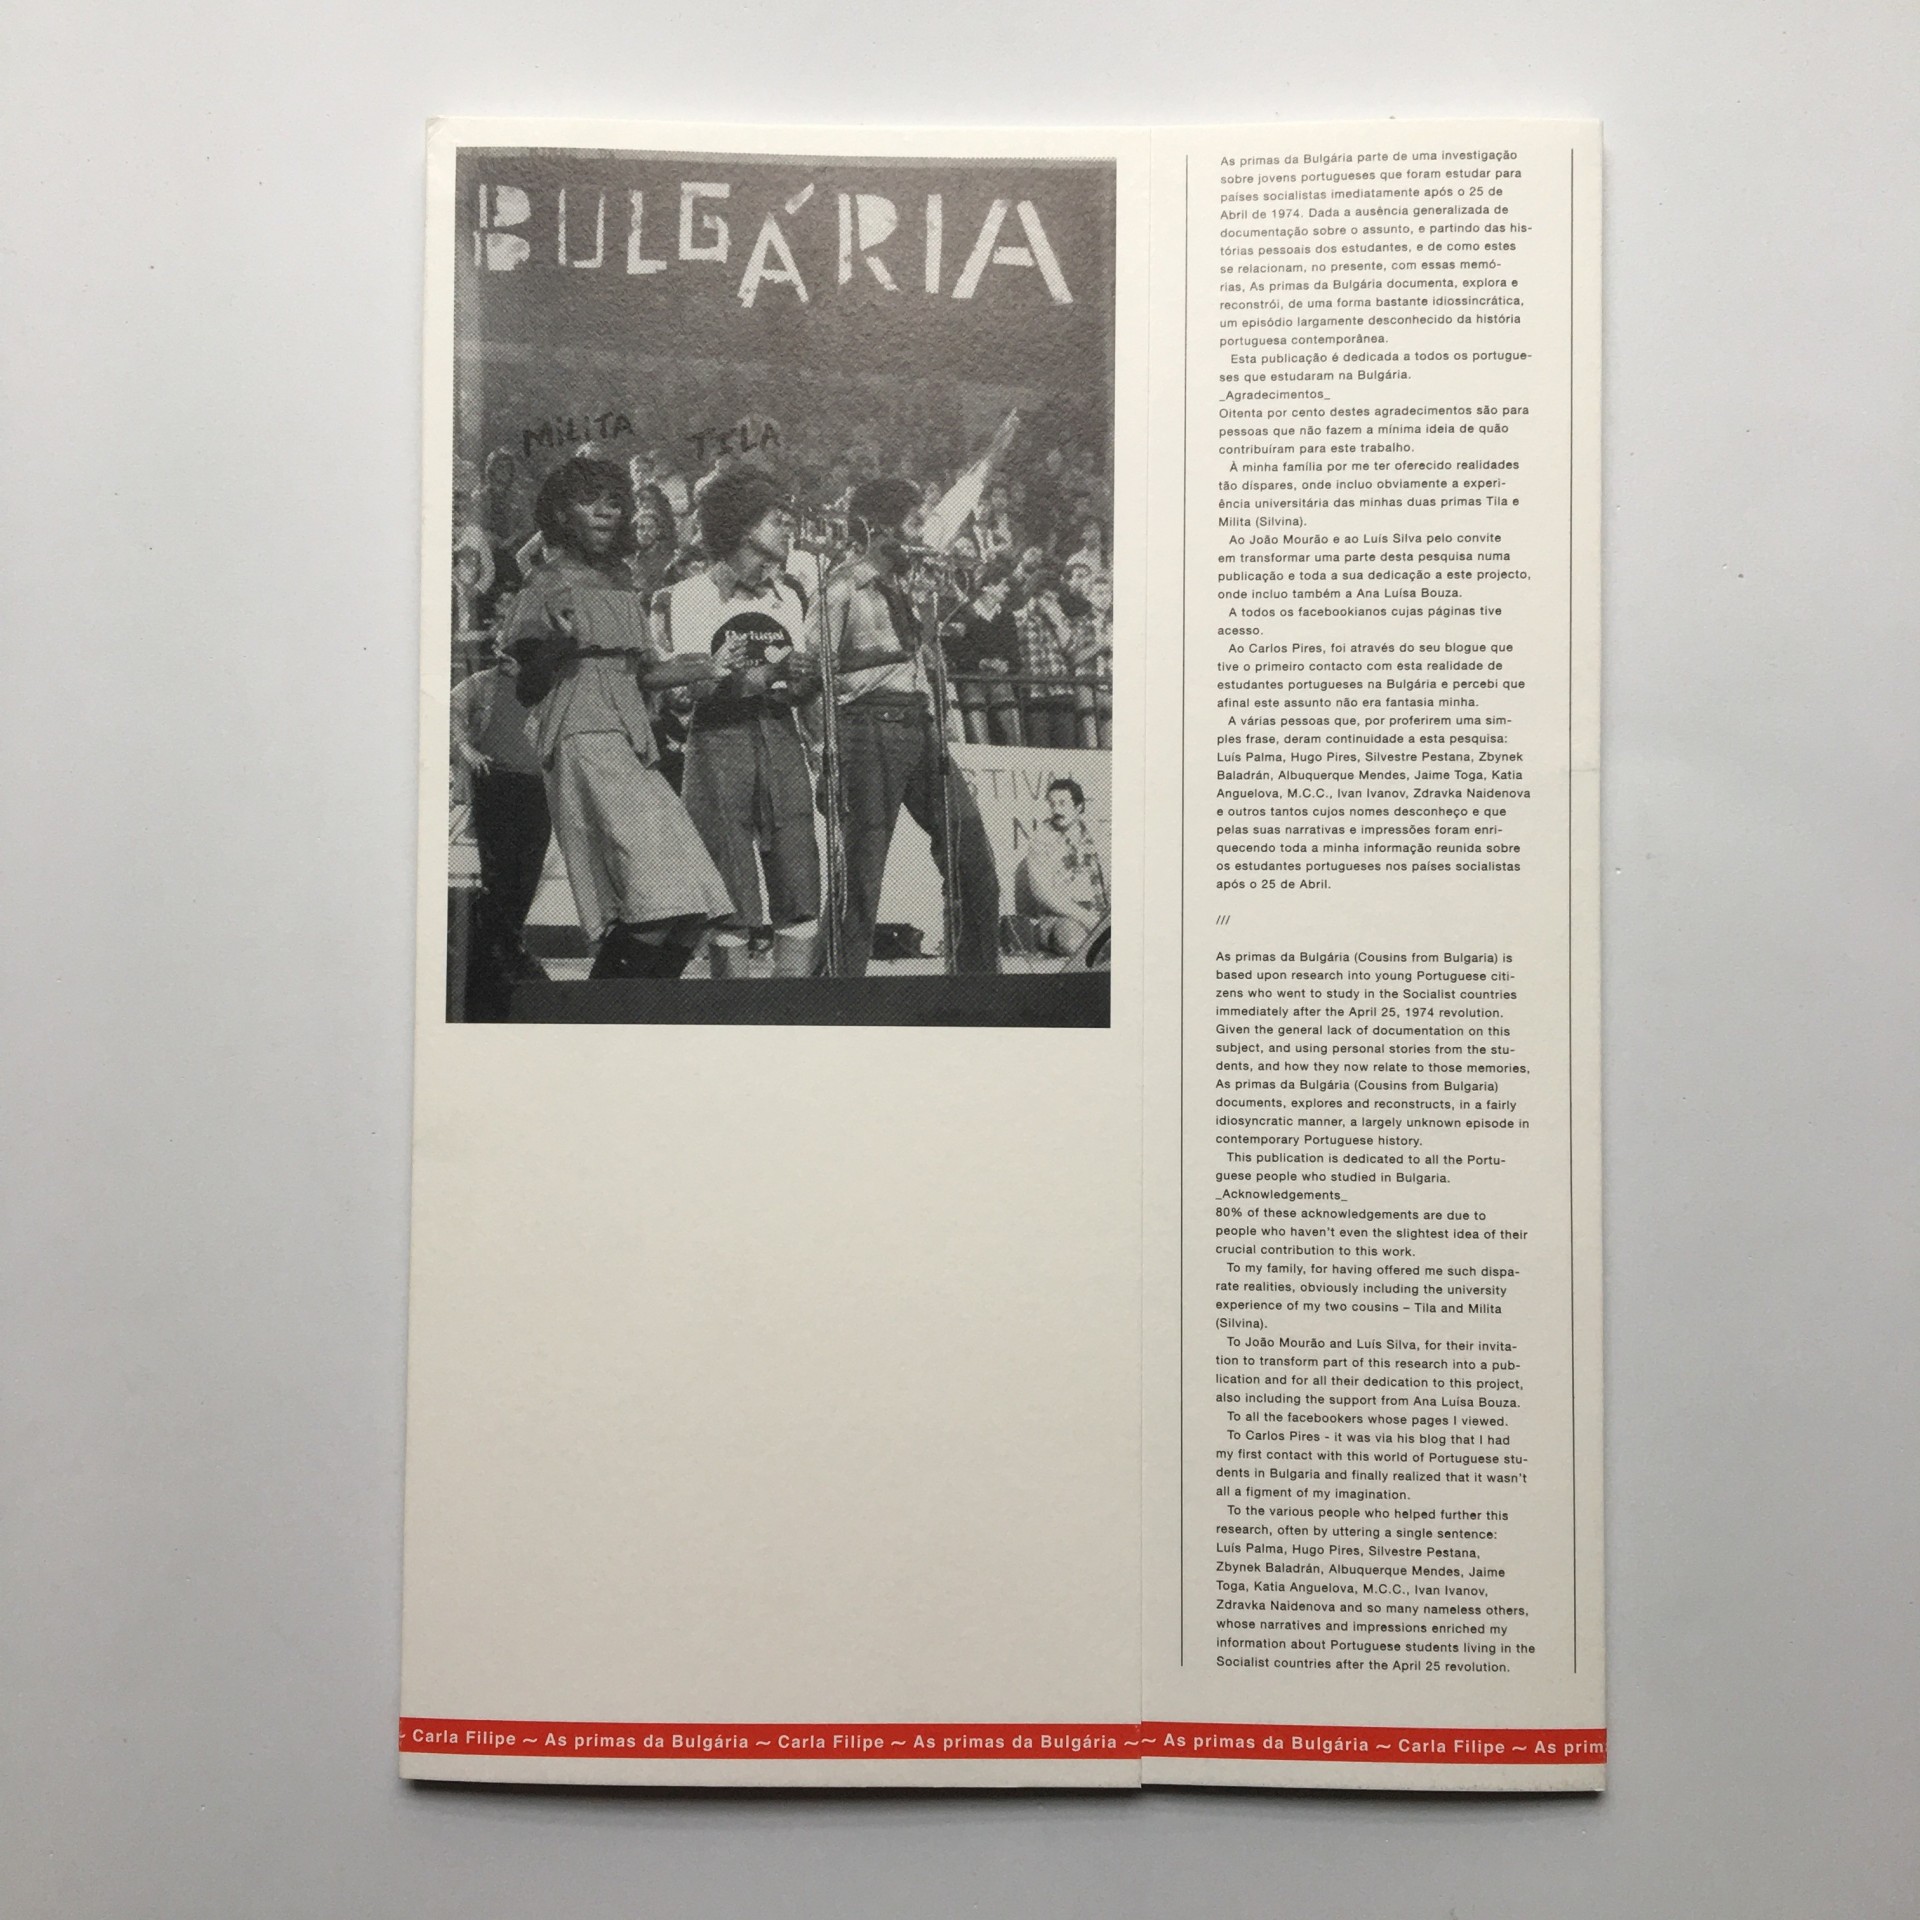 BULGÁRIA
MILITA TILA
Portugal
STIVAL
N
As primas da Bulgária parte de uma investigação
sobre jovens portugueses que foram estudar para
países socialistas imediatamente após o 25 de
Abril de 1974. Dada a ausência generalizada de
documentação sobre o assunto, e partindo das his-
tórias pessoais dos estudantes, e de como estes
se relacionam, no presente, com essas memó-
rias, As primas da Bulgária documenta, explora e
reconstrói, de uma forma bastante idiossincrática,
um episódio largamente desconhecido da história
portuguesa contemporânea.
Esta publicação é dedicada a todos os portugue-
ses que estudaram na Bulgária.
_Agradecimentos_
Oitenta por cento destes agradecimentos são para
pessoas que não fazem a mínima ideia de quão
contribuíram para este trabalho.
À minha família por me ter oferecido realidades
tão díspares, onde incluo obviamente a experi-
ência universitária das minhas duas primas Tila e
Milita (Silvina).
Ao João Mourão e ao Luís Silva pelo convite
em transformar uma parte desta pesquisa numa
publicação e toda a sua dedicação a este projecto,
onde incluo também a Ana Luísa Bouza.
A todos os facebookianos cujas páginas tive
acesso.
Ao Carlos Pires, foi através do seu blogue que
tive o primeiro contacto com esta realidade de
estudantes portugueses na Bulgária e percebi que
afinal este assunto não era fantasia minha.
A várias pessoas que, por proferirem uma sim-
ples frase, deram continuidade a esta pesquisa:
Luís Palma, Hugo Pires, Silvestre Pestana, Zbynek
Baladrán, Albuquerque Mendes, Jaime Toga, Katia
Anguelova, M.C.C., Ivan Ivanov, Zdravka Naidenova
e outros tantos cujos nomes desconheço e que
pelas suas narrativas e impressões foram enri-
quecendo toda a minha informação reunida sobre
os estudantes portugueses nos países socialistas
após o 25 de Abril.
///
As primas da Bulgária (Cousins from Bulgaria) is
based upon research into young Portuguese citi-
zens who went to study in the Socialist countries
immediately after the April 25, 1974 revolution.
Given the general lack of documentation on this
subject, and using personal stories from the stu-
dents, and how they now relate to those memories,
As primas da Bulgária (Cousins from Bulgaria)
documents, explores and reconstructs, in a fairly
idiosyncratic manner, a largely unknown episode in
contemporary Portuguese history.
This publication is dedicated to all the Portu-
guese people who studied in Bulgaria.
_Acknowledgements_
80% of these acknowledgements are due to
people who haven't even the slightest idea of their
crucial contribution to this work.
To my family, for having offered me such dispa-
rate realities, obviously including the university
experience of my two cousins – Tila and Milita
(Silvina).
To João Mourão and Luís Silva, for their invita-
tion to transform part of this research into a pub-
lication and for all their dedication to this project,
also including the support from Ana Luísa Bouza.
To all the facebookers whose pages I viewed.
To Carlos Pires - it was via his blog that I had
my first contact with this world of Portuguese stu-
dents in Bulgaria and finally realized that it wasn't
all a figment of my imagination.
To the various people who helped further this
research, often by uttering a single sentence:
Luís Palma, Hugo Pires, Silvestre Pestana,
Zbynek Baladrán, Albuquerque Mendes, Jaime
Toga, Katia Anguelova, M.C.C., Ivan Ivanov,
Zdravka Naidenova and so many nameless others,
whose narratives and impressions enriched my
information about Portuguese students living in the
Socialist countries after the April 25 revolution.
~ Carla Filipe ~ As primas da Bulgária ~ Carla Filipe ~ As primas da Bulgária ~
~ As primas da Bulgária ~ Carla Filipe ~ As prim